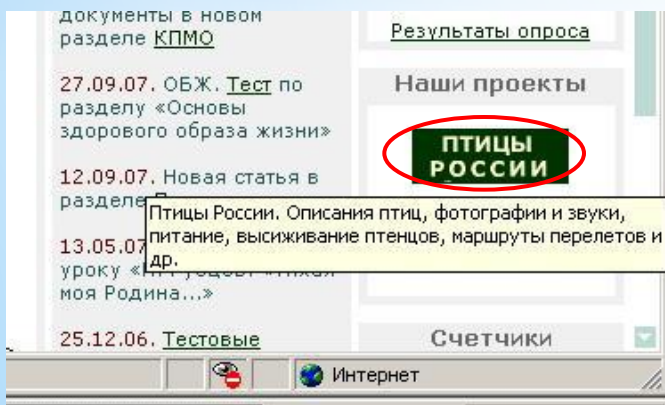 документы в новом
разделе КПМО
27.09.07. ОБЖ. Тест по
разделу «Основы
здорового образа жизни»
12.09.07. Новая статья в
разделе
13.05.07
уроку «Н.
моя Родина...»
25.12.06. Тестовые
Результаты опроса
Наши проекты
ПТИЦЫ
РОССИИ
Птицы России. Описания птиц, фотографии и звуки,
питание, высиживание птенцов, маршруты перелетов и
др.
Счетчики
Интернет